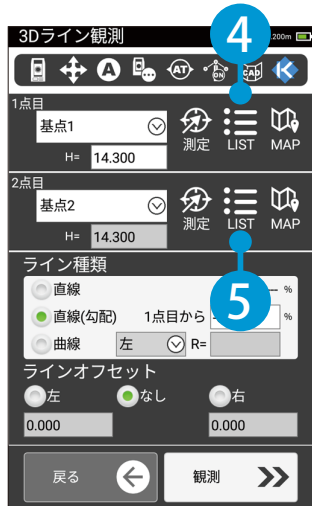 3Dライン観測
4
.200m
A
AT
ON
CAD
1点目
基点1
測定 LIST MAP
H= 14.300
2点目
基点2
測定 LIST MAP
H= 14.300
5
ライン種類
直線 %
直線(勾配) 1点目から %
曲線 左 R=
ラインオフセット
左 なし 右
0.000 0.000
戻る 観測